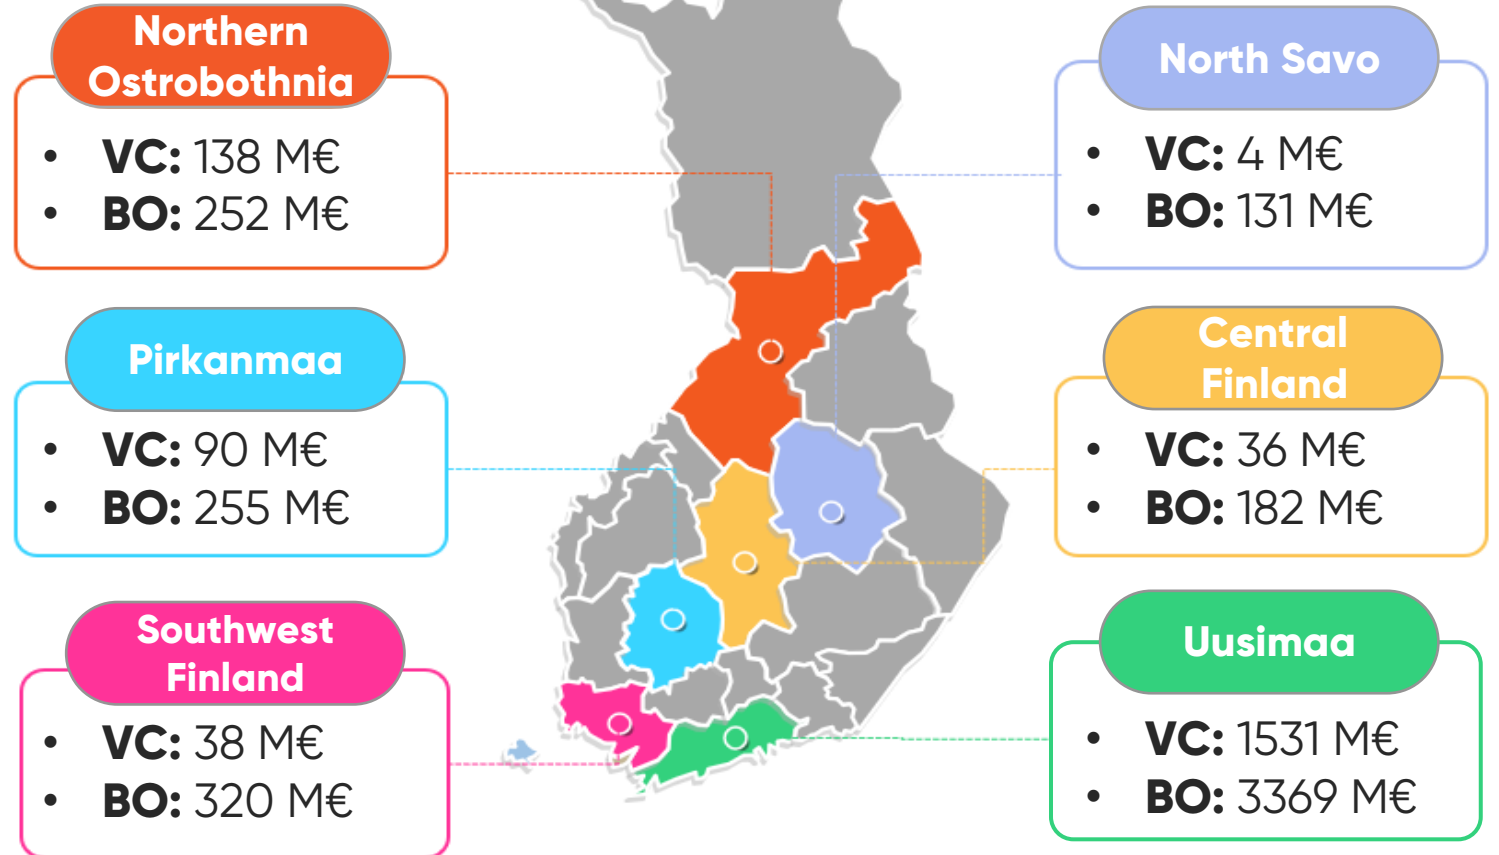 Northern
Ostrobothnia
• VC: 138 M€
• BO: 252 M€
Pirkanmaa
• VC: 90 M€
• BO: 255 M€
Southwest
Finland
• VC: 38 M€
• BO: 320 M€
North Savo
• VC: 4 M€
• BO: 131 M€
Central
Finland
• VC: 36 M€
• BO: 182 M€
Uusimaa
• VC: 1531 M€
• BO: 3369 M€